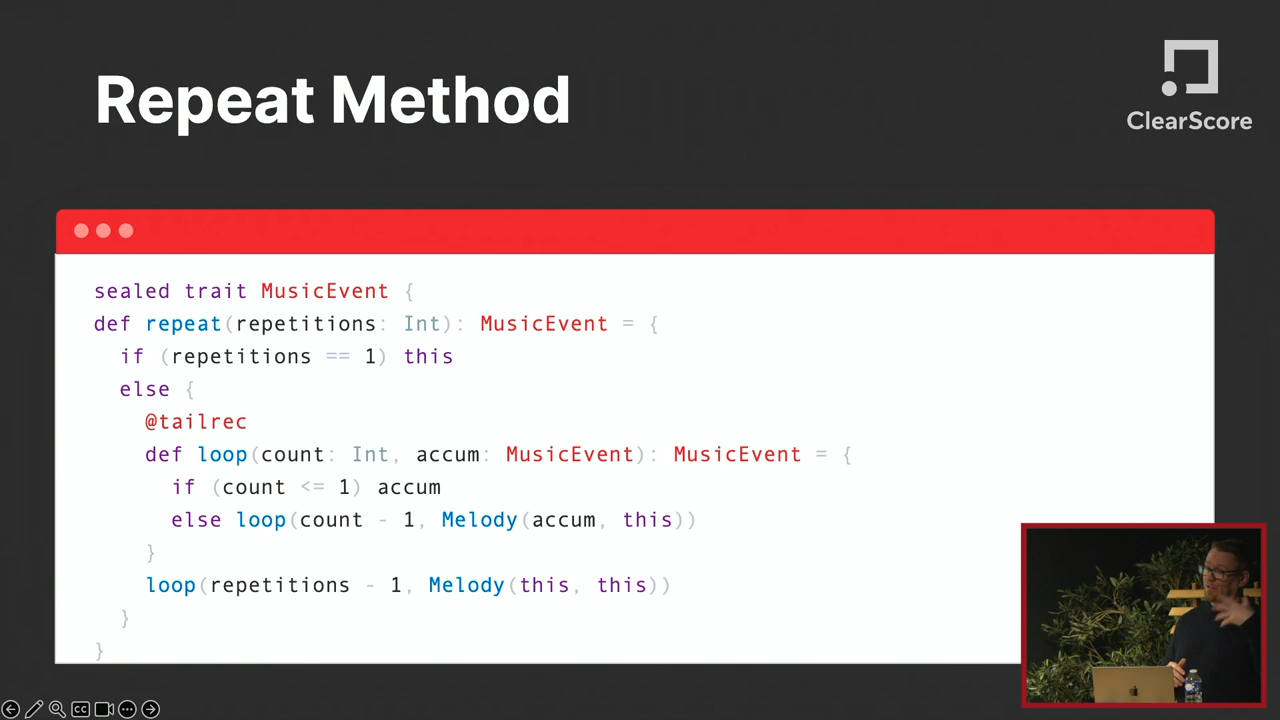 Repeat Method
ClearScore
sealed trait MusicEvent {
def repeat(repetitions: Int): MusicEvent = {
  if (repetitions == 1) this
  else {
    @tailrec
    def loop(count: Int, accum: MusicEvent): MusicEvent = {
      if (count <= 1) accum
      else loop(count - 1, Melody(accum, this))
    }
    loop(repetitions - 1, Melody(this, this))
  }
}
CC